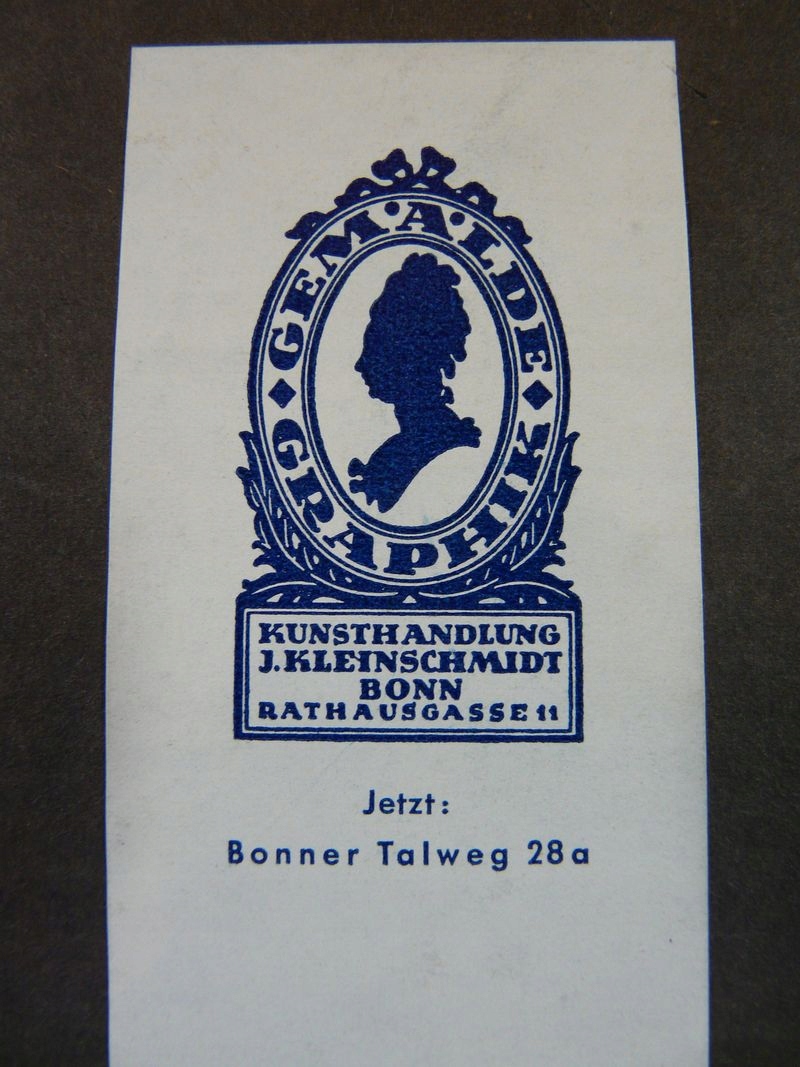 GEMÄLDE
GRAPHIK
KUNSTHANDLUNG
J. KLEINSCHMIDT
BONN
RATHAUSGASSE 11
Jetzt:
Bonner Talweg 28a